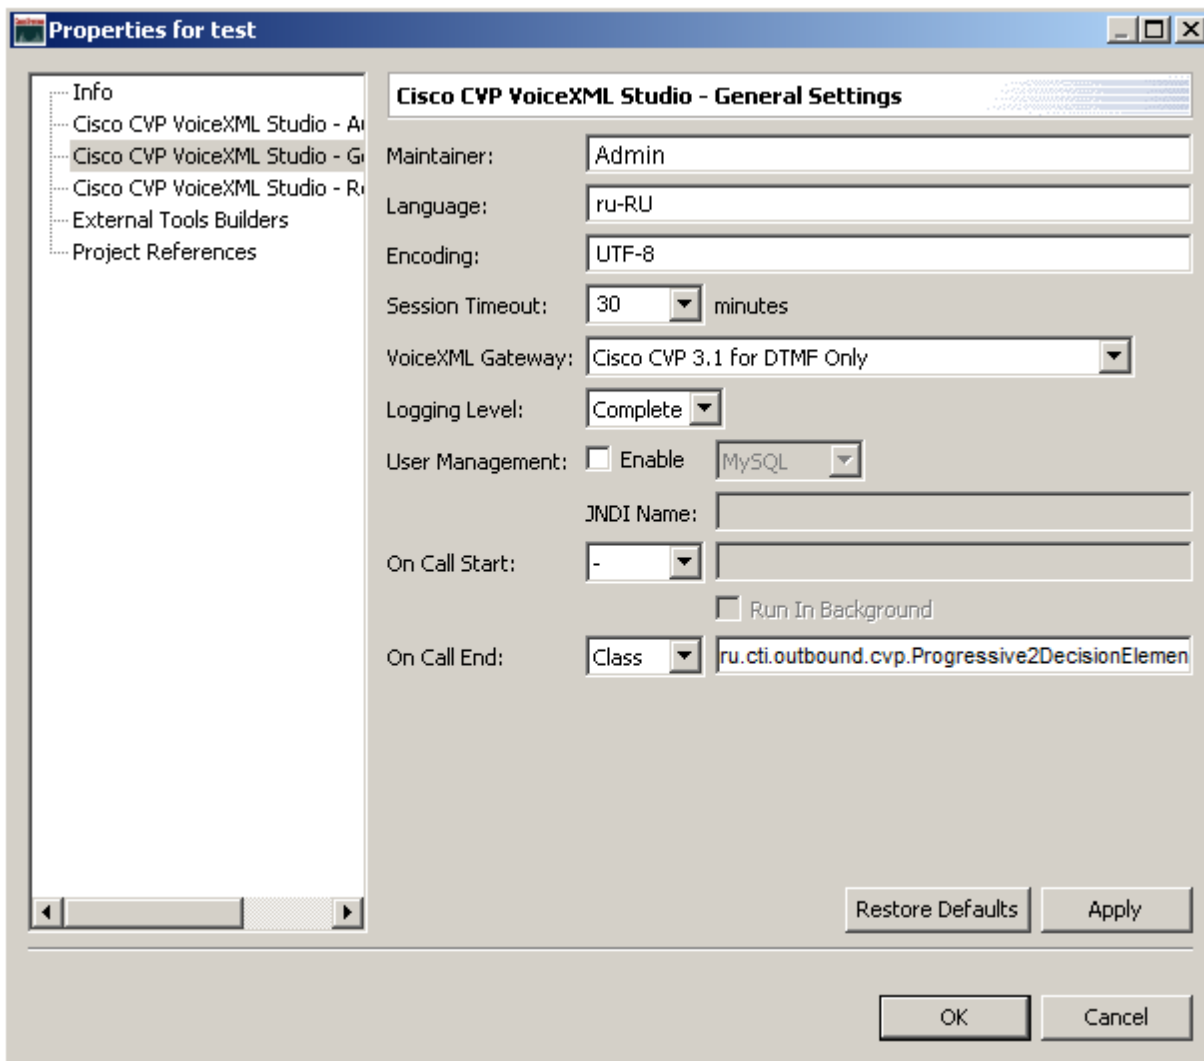 Properties for test
Info
Cisco CVP VoiceXML Studio - A
Cisco CVP VoiceXML Studio - G
Cisco CVP VoiceXML Studio - R
External Tools Builders
Project References
Cisco CVP VoiceXML Studio - General Settings
Maintainer: Admin
Language: ru-RU
Encoding: UTF-8
Session Timeout: 30 minutes
VoiceXML Gateway: Cisco CVP 3.1 for DTMF Only
Logging Level: Complete
User Management: Enable MySQL
JNDI Name:
On Call Start: -
Run In Background
On Call End: Class ru.cti.outbound.cvp.Progressive2DecisionElemen
Restore Defaults Apply
OK Cancel